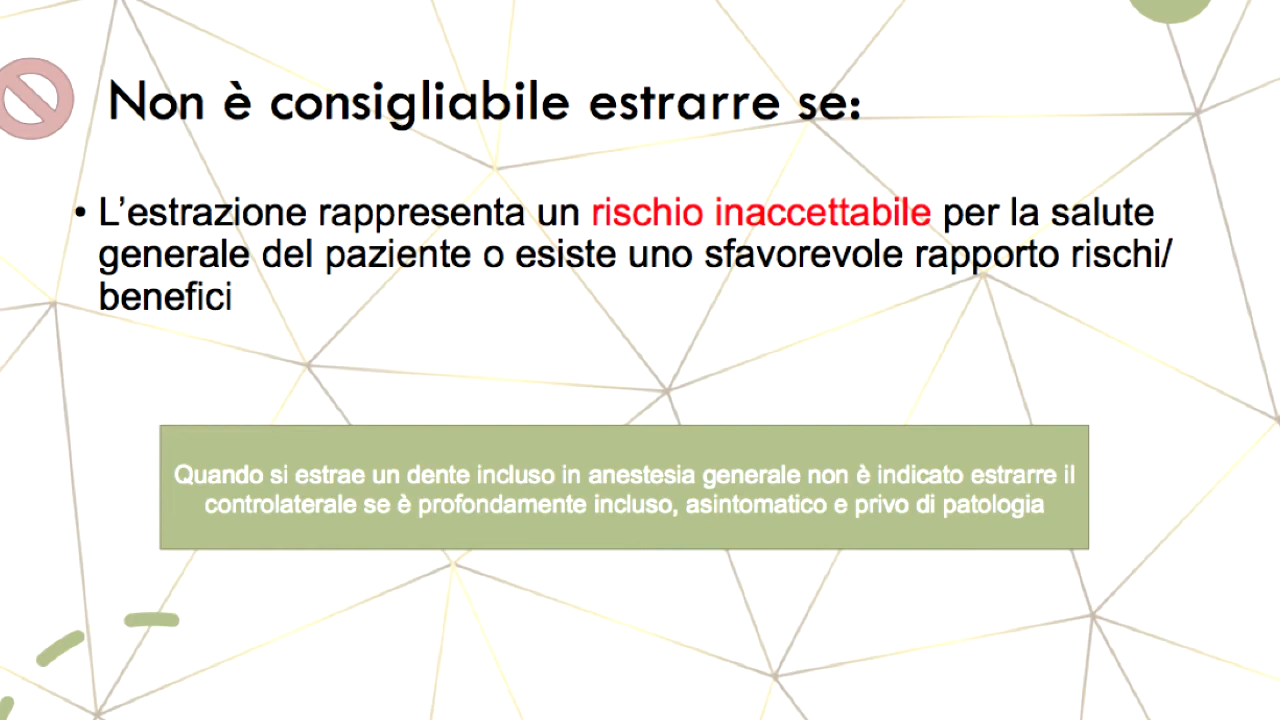 Non è consigliabile estrarre se:
• L’estrazione rappresenta un rischio inaccettabile per la salute
generale del paziente o esiste uno sfavorevole rapporto rischi/
benefici
Quando si estrae un dente incluso in anestesia generale non è indicato estrarre il
controlaterale se è profondamente incluso, asintomatico e privo di patologia